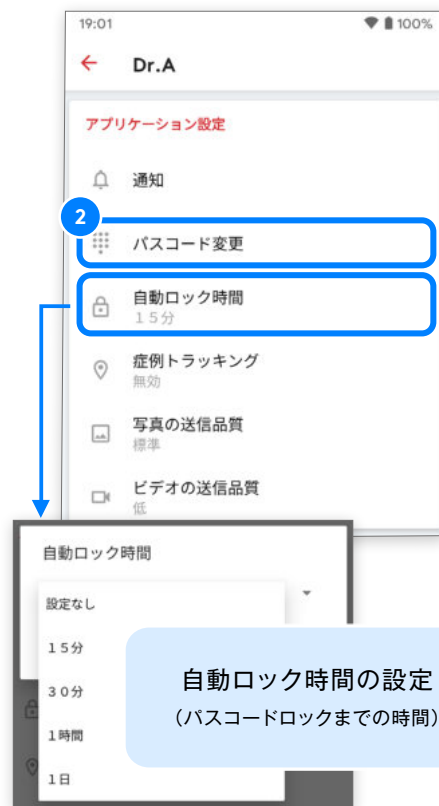 19:01 100%
Dr.A
アプリケーション設定
通知
2
パスコード変更
自動ロック時間
15分
症例トラッキング
無効
写真の送信品質
標準
ビデオの送信品質
低
自動ロック時間
設定なし
15分
30分
1時間
1日
自動ロック時間の設定
(パスコードロックまでの時間)